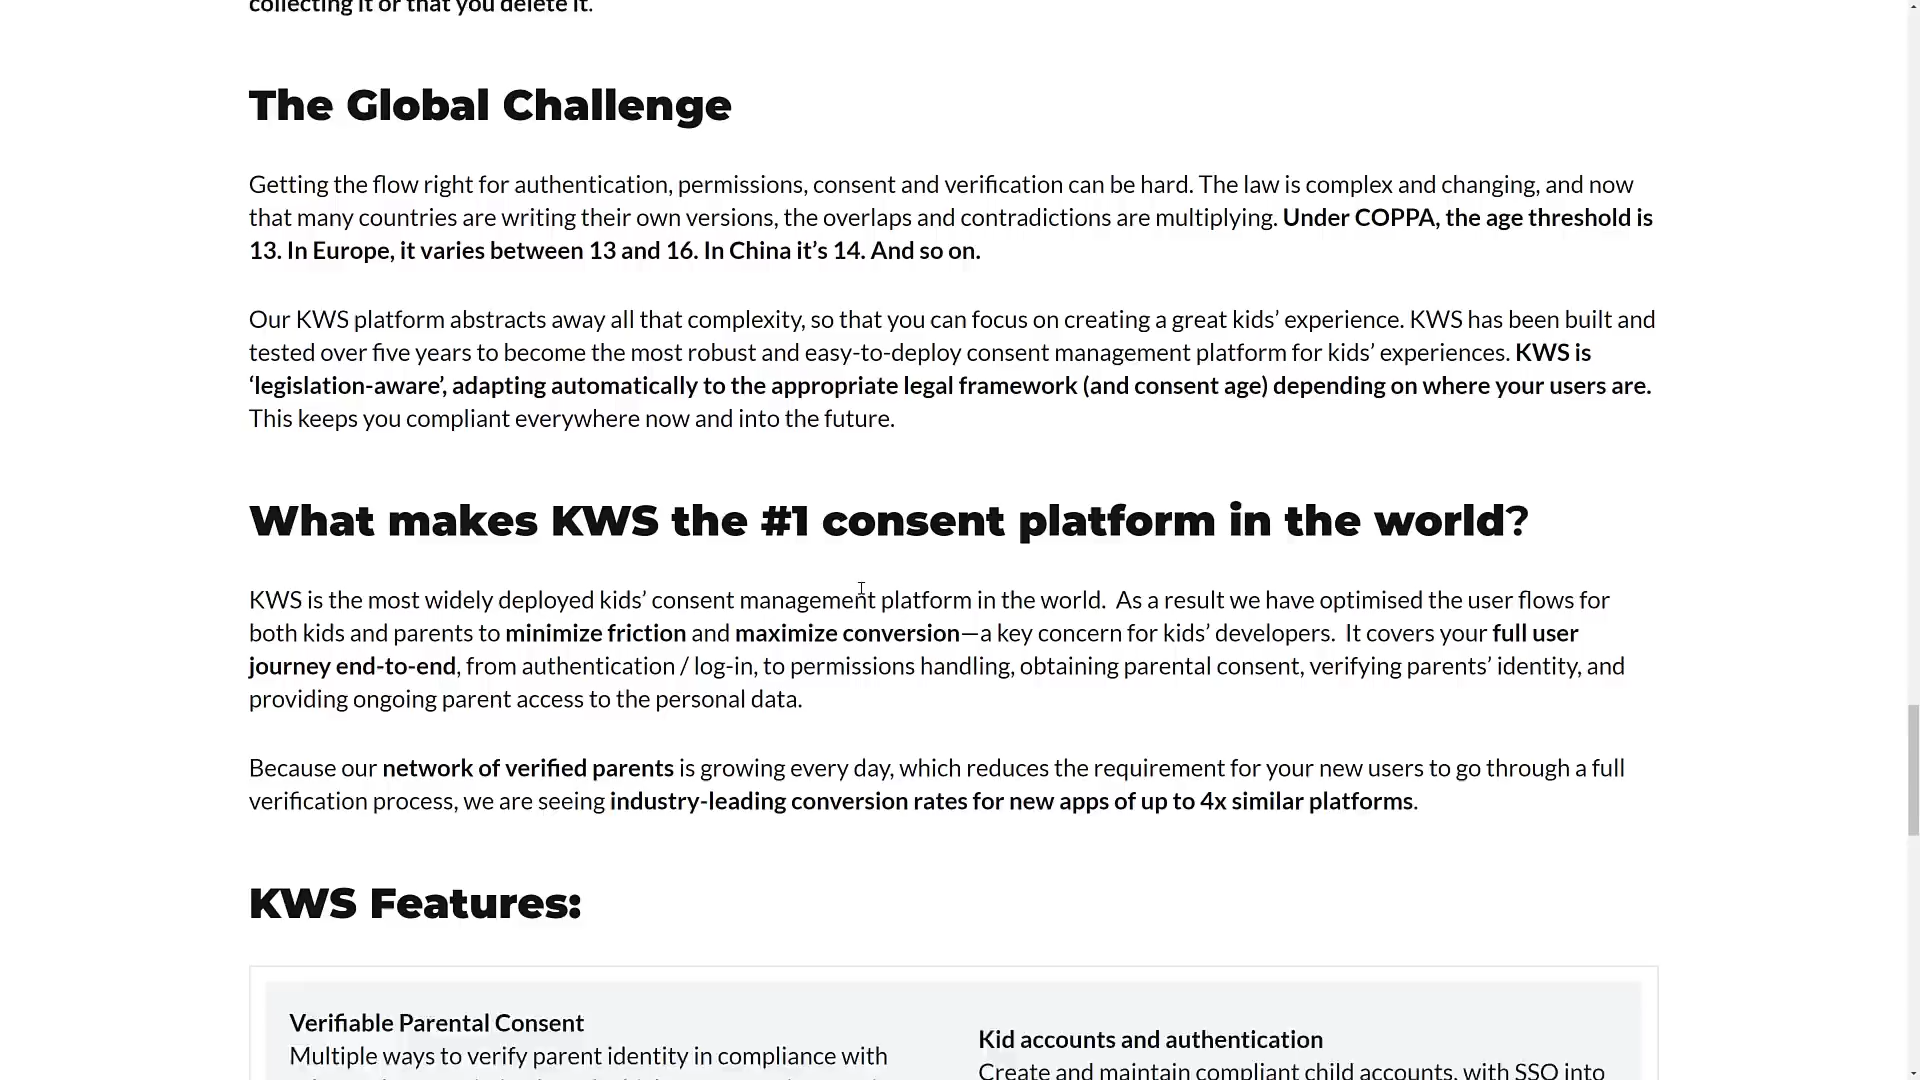 collecting it or that you delete it.
The Global Challenge
Getting the flow right for authentication, permissions, consent and verification can be hard. The law is complex and changing, and now
that many countries are writing their own versions, the overlaps and contradictions are multiplying. Under COPPA, the age threshold is
13. In Europe, it varies between 13 and 16. In China it’s 14. And so on.
Our KWS platform abstracts away all that complexity, so that you can focus on creating a great kids’ experience. KWS has been built and
tested over five years to become the most robust and easy-to-deploy consent management platform for kids’ experiences. KWS is
‘legislation-aware’, adapting automatically to the appropriate legal framework (and consent age) depending on where your users are.
This keeps you compliant everywhere now and into the future.
What makes KWS the #1 consent platform in the world?
KWS is the most widely deployed kids’ consent management platform in the world.  As a result we have optimised the user flows for
both kids and parents to minimize friction and maximize conversion—a key concern for kids’ developers.  It covers your full user
journey end-to-end, from authentication / log-in, to permissions handling, obtaining parental consent, verifying parents’ identity, and
providing ongoing parent access to the personal data.
Because our network of verified parents is growing every day, which reduces the requirement for your new users to go through a full
verification process, we are seeing industry-leading conversion rates for new apps of up to 4x similar platforms.
KWS Features:
Verifiable Parental Consent
Multiple ways to verify parent identity in compliance with
Kid accounts and authentication
Create and maintain compliant child accounts, with SSO into